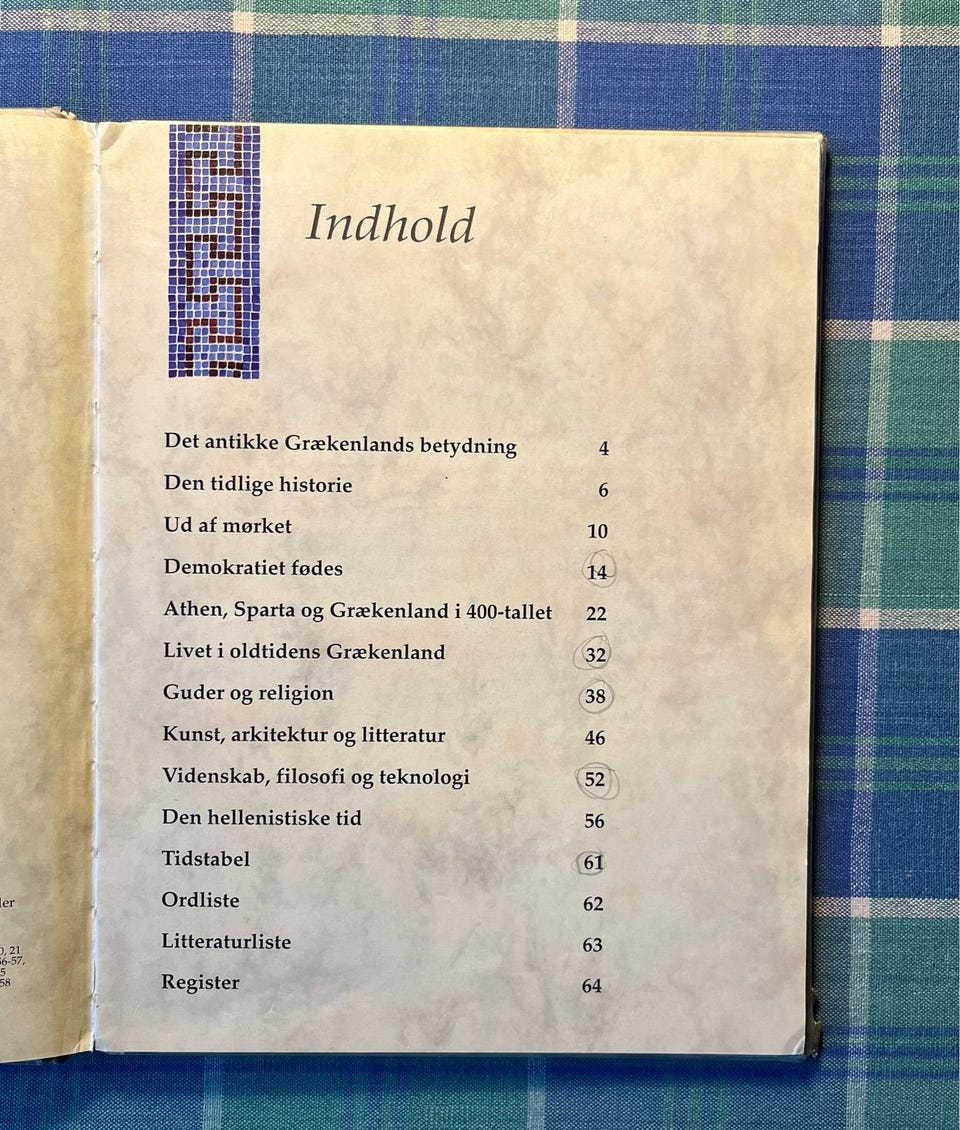 Indhold
Det antikke Grækenlands betydning 4
Den tidlige historie 6
Ud af mørket 10
Demokratiet fødes 14
Athen, Sparta og Grækenland i 400-tallet 22
Livet i oldtidens Grækenland 32
Guder og religion 38
Kunst, arkitektur og litteratur 46
Videnskab, filosofi og teknologi 52
Den hellenistiske tid 56
Tidstabel 61
Ordliste 62
Litteraturliste 63
Register 64